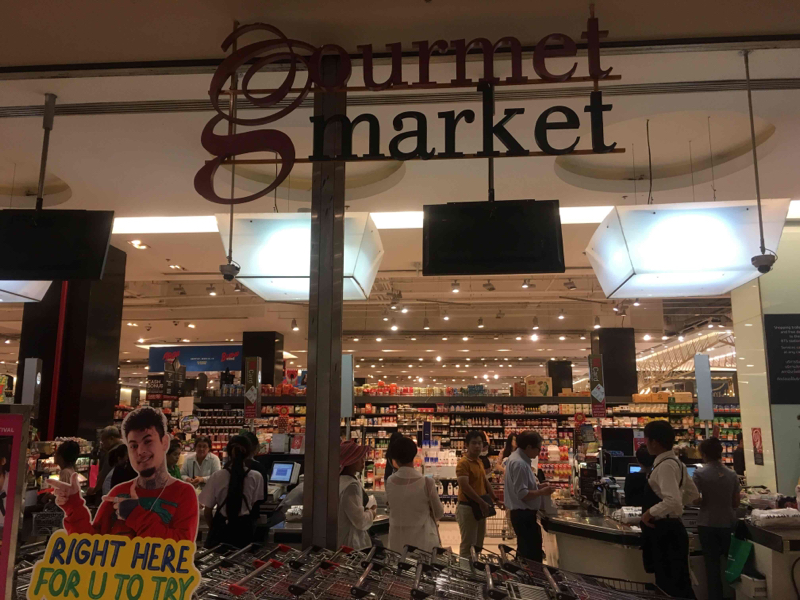 gourmet
market
RIGHT HERE
FOR U TO TRY